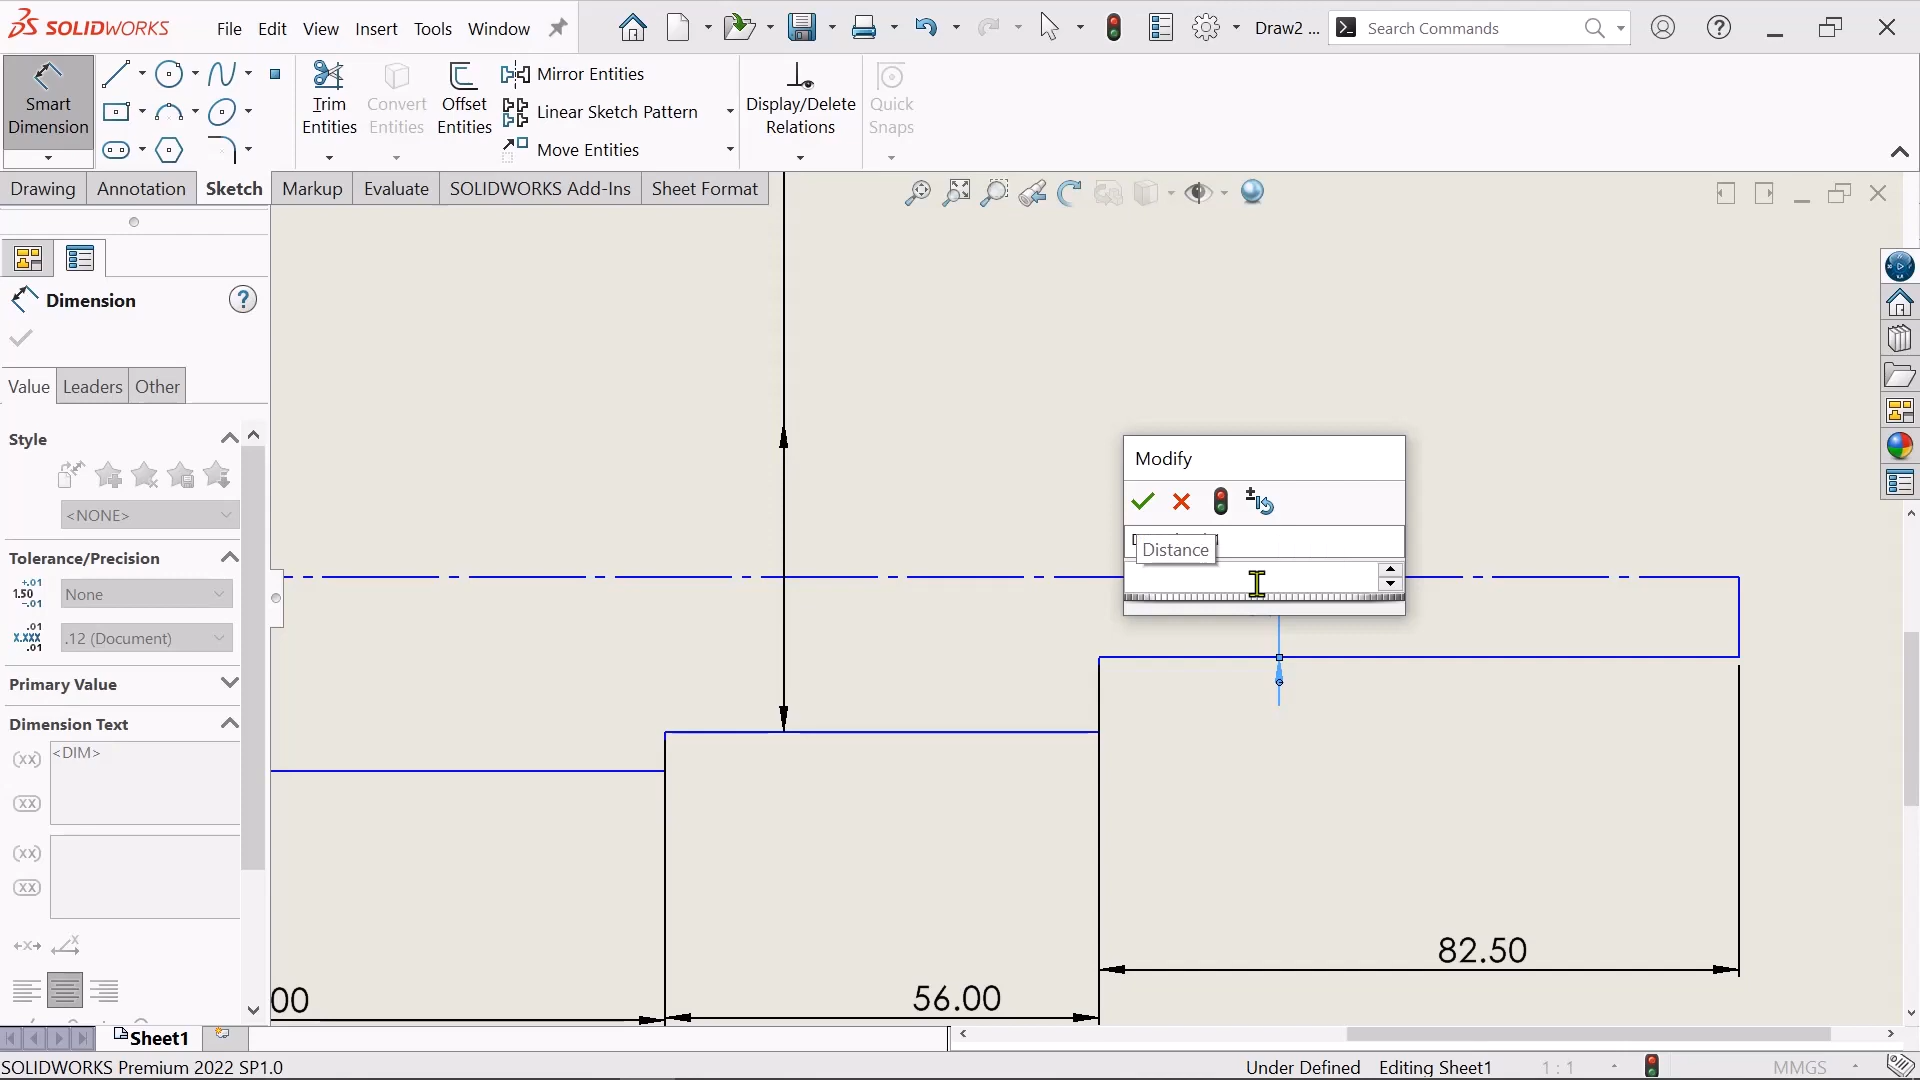 SOLIDWORKS File Edit View Insert Tools Window Draw2 ... Search Commands
Smart Dimension
Trim Entities
Convert Entities
Offset Entities
Mirror Entities
Linear Sketch Pattern
Move Entities
Display/Delete Relations
Quick Snaps
Drawing Annotation Sketch Markup Evaluate SOLIDWORKS Add-Ins Sheet Format
Dimension
Value Leaders Other
Style
<NONE>
Tolerance/Precision
None
.12 (Document)
Primary Value
Dimension Text
<DIM>
Modify
Distance
82.50
56.00
00
Sheet1
SOLIDWORKS Premium 2022 SP1.0 Under Defined Editing Sheet1 1 : 1 MMGS